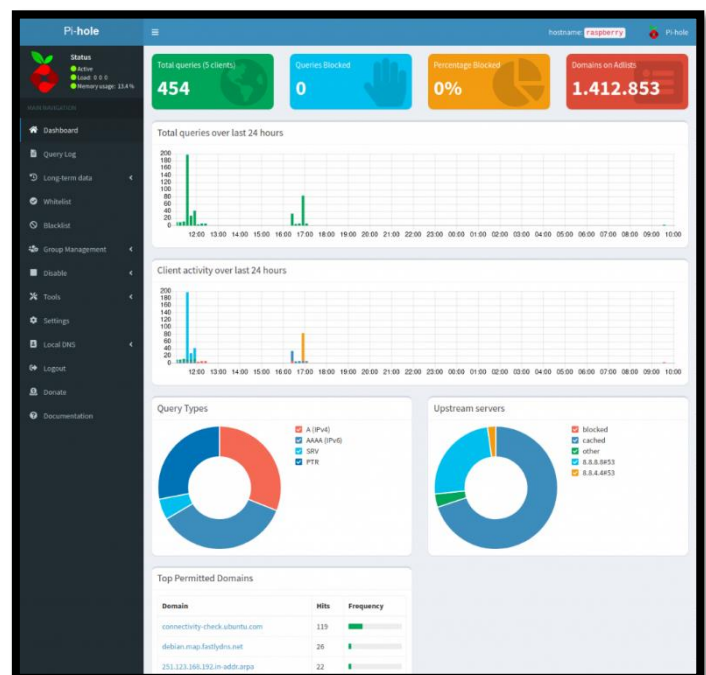 Pi-hole
hostname: raspberry
Pi-hole
Status
Active
Load: 0 0 0
Memory usage: 13.4 %
MAIN NAVIGATION
Dashboard
Query Log
Long-term data
Whitelist
Blacklist
Group Management
Disable
Tools
Settings
Local DNS
Logout
Donate
Documentation
Total queries (5 clients)
454
Queries Blocked
0
Percentage Blocked
0%
Domains on Adlists
1.412.853
Total queries over last 24 hours
200
180
160
140
120
100
80
60
40
20
0
12:00 13:00 14:00 15:00 16:00 17:00 18:00 19:00 20:00 21:00 22:00 23:00 00:00 01:00 02:00 03:00 04:00 05:00 06:00 07:00 08:00 09:00 10:00
Client activity over last 24 hours
200
180
160
140
120
100
80
60
40
20
0
12:00 13:00 14:00 15:00 16:00 17:00 18:00 19:00 20:00 21:00 22:00 23:00 00:00 01:00 02:00 03:00 04:00 05:00 06:00 07:00 08:00 09:00 10:00
Query Types
A (IPv4)
AAAA (IPv6)
SRV
PTR
Upstream servers
blocked
cached
other
8.8.8.8#53
8.8.4.4#53
Top Permitted Domains
Domain Hits Frequency
connectivity-check.ubuntu.com 119
debian.map.fastlydns.net 26
251.123.166.192.in-addr.arpa 22